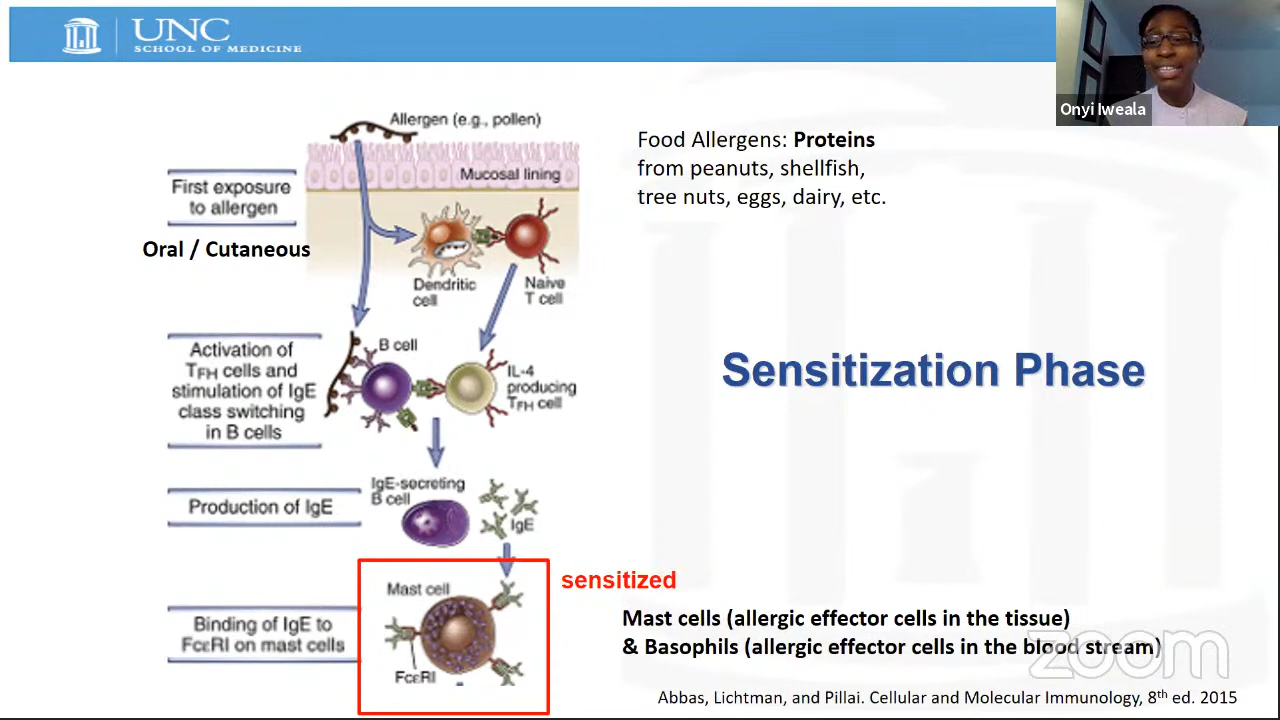 UNC
SCHOOL OF MEDICINE
Onyi Iweala
Allergen (e.g., pollen)
Mucosal lining
First exposure
to allergen
Oral / Cutaneous
Dendritic
cell
Naive
T cell
Food Allergens: Proteins
from peanuts, shellfish,
tree nuts, eggs, dairy, etc.
Activation of
TFH cells and
stimulation of IgE
class switching
in B cells
B cell
IL-4
producing
TFH cell
Sensitization Phase
Production of IgE
IgE-secreting
B cell
IgE
Binding of IgE to
FcεRI on mast cells
Mast cell
FcεRI
sensitized
Mast cells (allergic effector cells in the tissue)
& Basophils (allergic effector cells in the blood stream)
zoom
Abbas, Lichtman, and Pillai. Cellular and Molecular Immunology, 8th ed. 2015